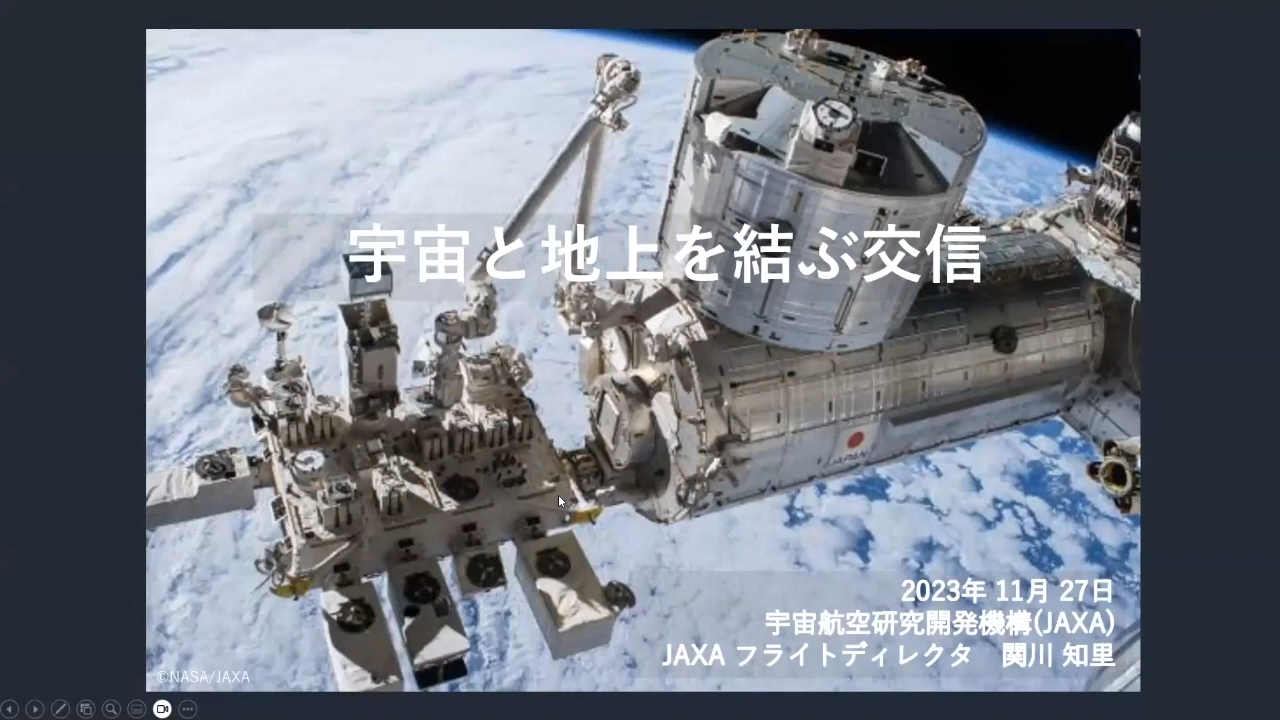 宇宙と地上を結ぶ交信
JAPAN
2023年 11月 27日
宇宙航空研究開発機構(JAXA)
JAXA フライトディレクタ 関川 知里
©NASA/JAXA